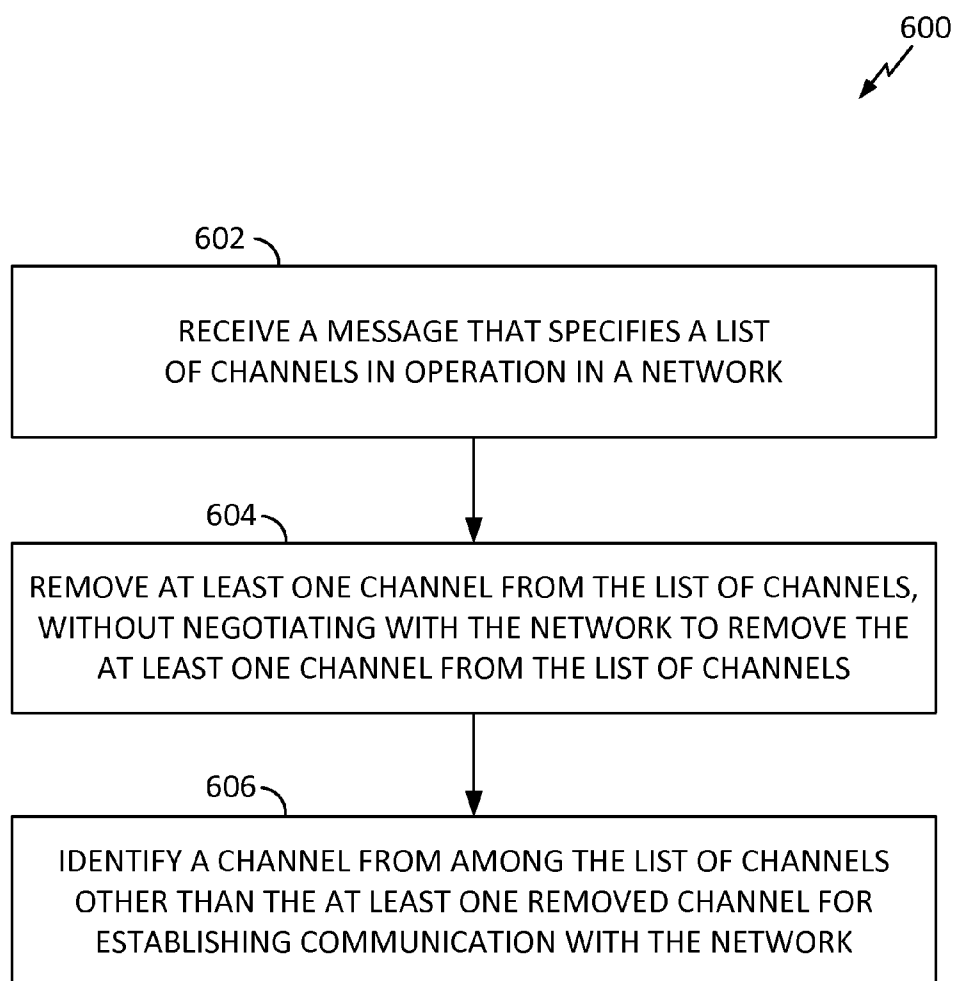 600
602
RECEIVE A MESSAGE THAT SPECIFIES A LIST
OF CHANNELS IN OPERATION IN A NETWORK
604
REMOVE AT LEAST ONE CHANNEL FROM THE LIST OF CHANNELS,
WITHOUT NEGOTIATING WITH THE NETWORK TO REMOVE THE
AT LEAST ONE CHANNEL FROM THE LIST OF CHANNELS
606
IDENTIFY A CHANNEL FROM AMONG THE LIST OF CHANNELS
OTHER THAN THE AT LEAST ONE REMOVED CHANNEL FOR
ESTABLISHING COMMUNICATION WITH THE NETWORK